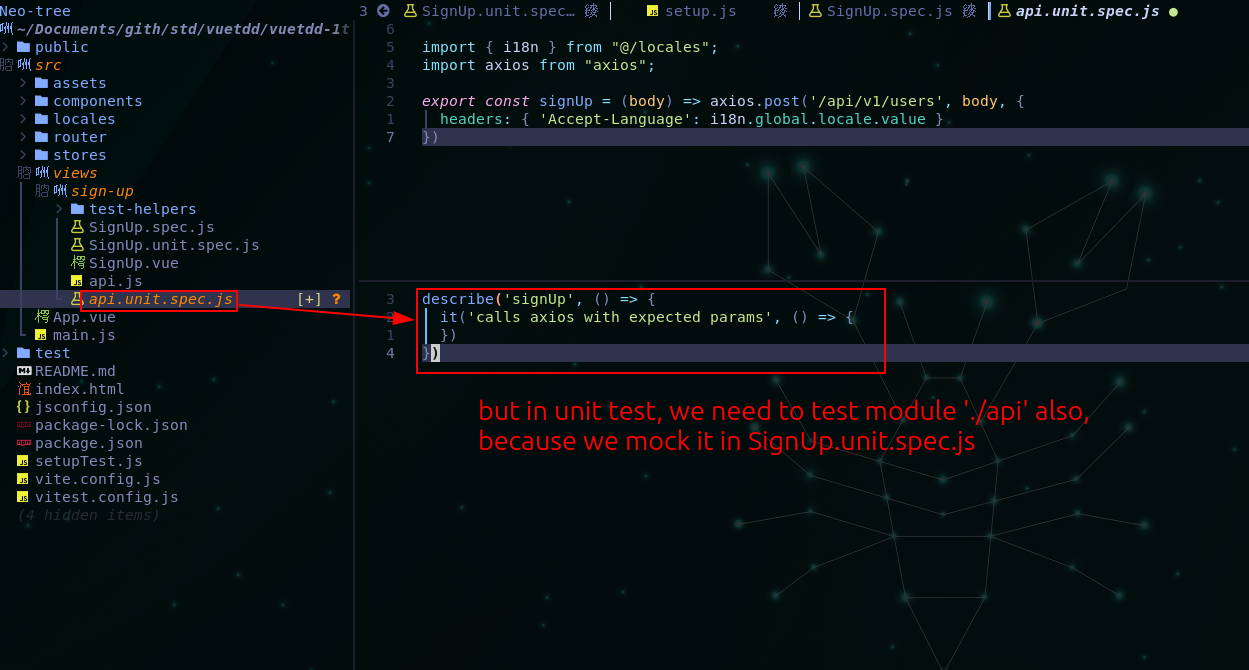 Neo-tree
~/Documents/gith/std/vuetdd/vuetdd-1t
public
src
assets
components
locales
router
stores
views
sign-up
test-helpers
SignUp.spec.js
SignUp.unit.spec.js
SignUp.vue
api.js
api.unit.spec.js [+] ?
App.vue
main.js
test
README.md
index.html
jsconfig.json
package-lock.json
package.json
setupTest.js
vite.config.js
vitest.config.js
(4 hidden items)
3 SignUp.unit.spec… setup.js SignUp.spec.js api.unit.spec.js
6
5 import { i18n } from "@/locales";
4 import axios from "axios";
3
2 export const signUp = (body) => axios.post('/api/v1/users', body, {
1 headers: { 'Accept-Language': i18n.global.locale.value }
7 })
3 describe('signUp', () => {
2 it('calls axios with expected params', () => {
1 })
4 })
but in unit test, we need to test module './api' also,
because we mock it in SignUp.unit.spec.js